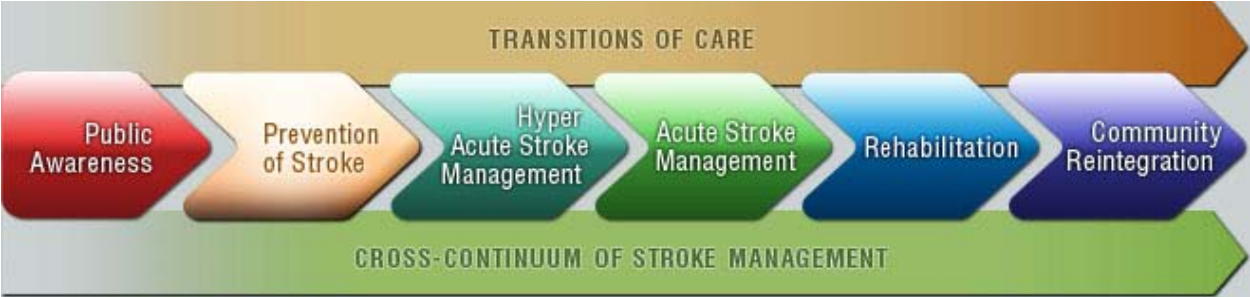 TRANSITIONS OF CARE
Public
Awareness
Prevention
of Stroke
Hyper
Acute Stroke
Management
Acute Stroke
Management
Rehabilitation
Community
Reintegration
CROSS-CONTINUUM OF STROKE MANAGEMENT